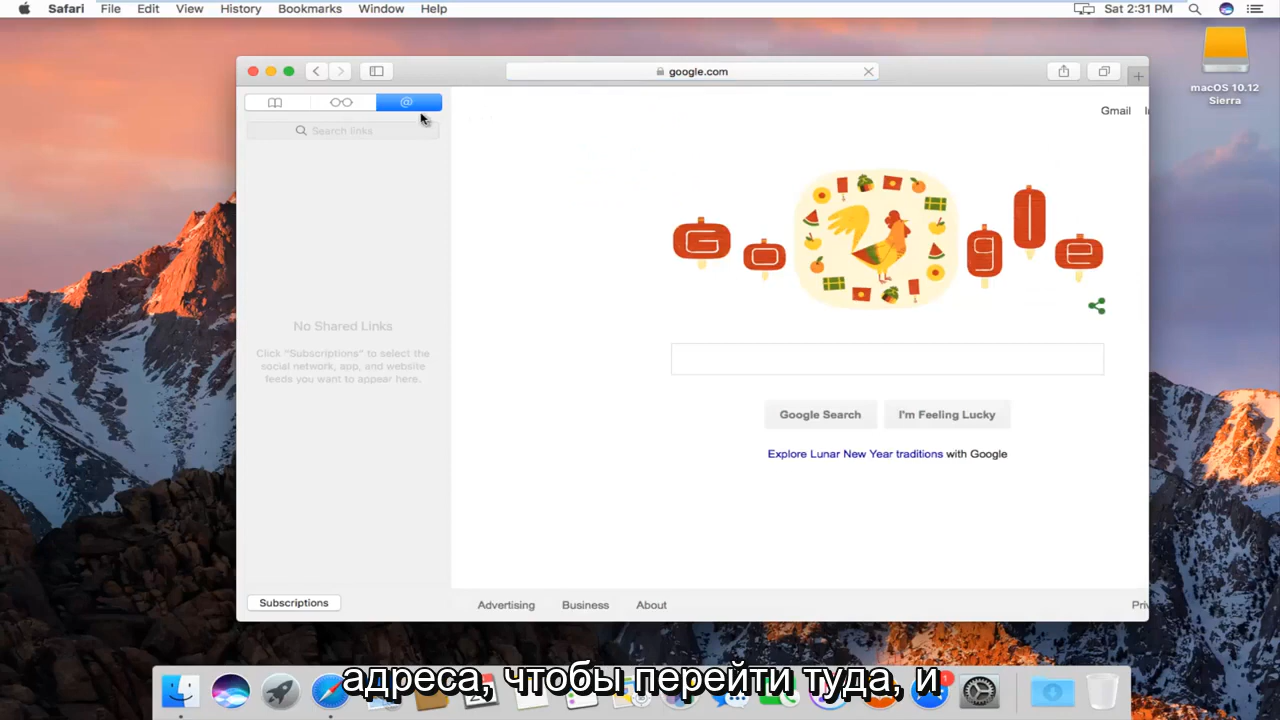 Safari File Edit View History Bookmarks Window Help Sat 2:31 PM
google.com
macOS 10.12
Sierra
@
Search links
Gmail
Google
No Shared Links
Click "Subscriptions" to select the
social network, app, and website
feeds you want to appear here.
Google Search I'm Feeling Lucky
Explore Lunar New Year traditions with Google
Subscriptions
Advertising Business About
адреса, чтобы перейти туда, и